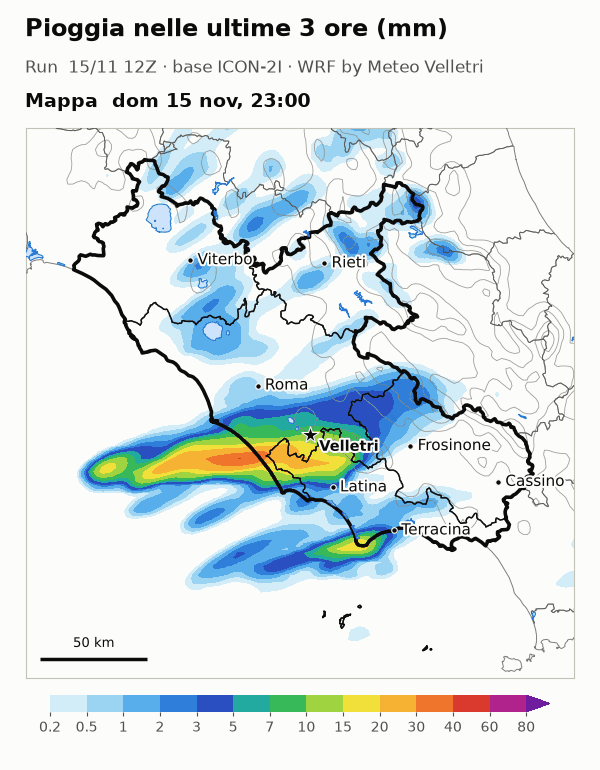 Pioggia nelle ultime 3 ore (mm)
Run 15/11 12Z · base ICON-2I · WRF by Meteo Velletri
Mappa dom 15 nov, 23:00
Viterbo
Rieti
Roma
Velletri
Frosinone
Latina
Cassino
Terracina
50 km
0.2 0.5 1 2 3 5 7 10 15 20 30 40 60 80